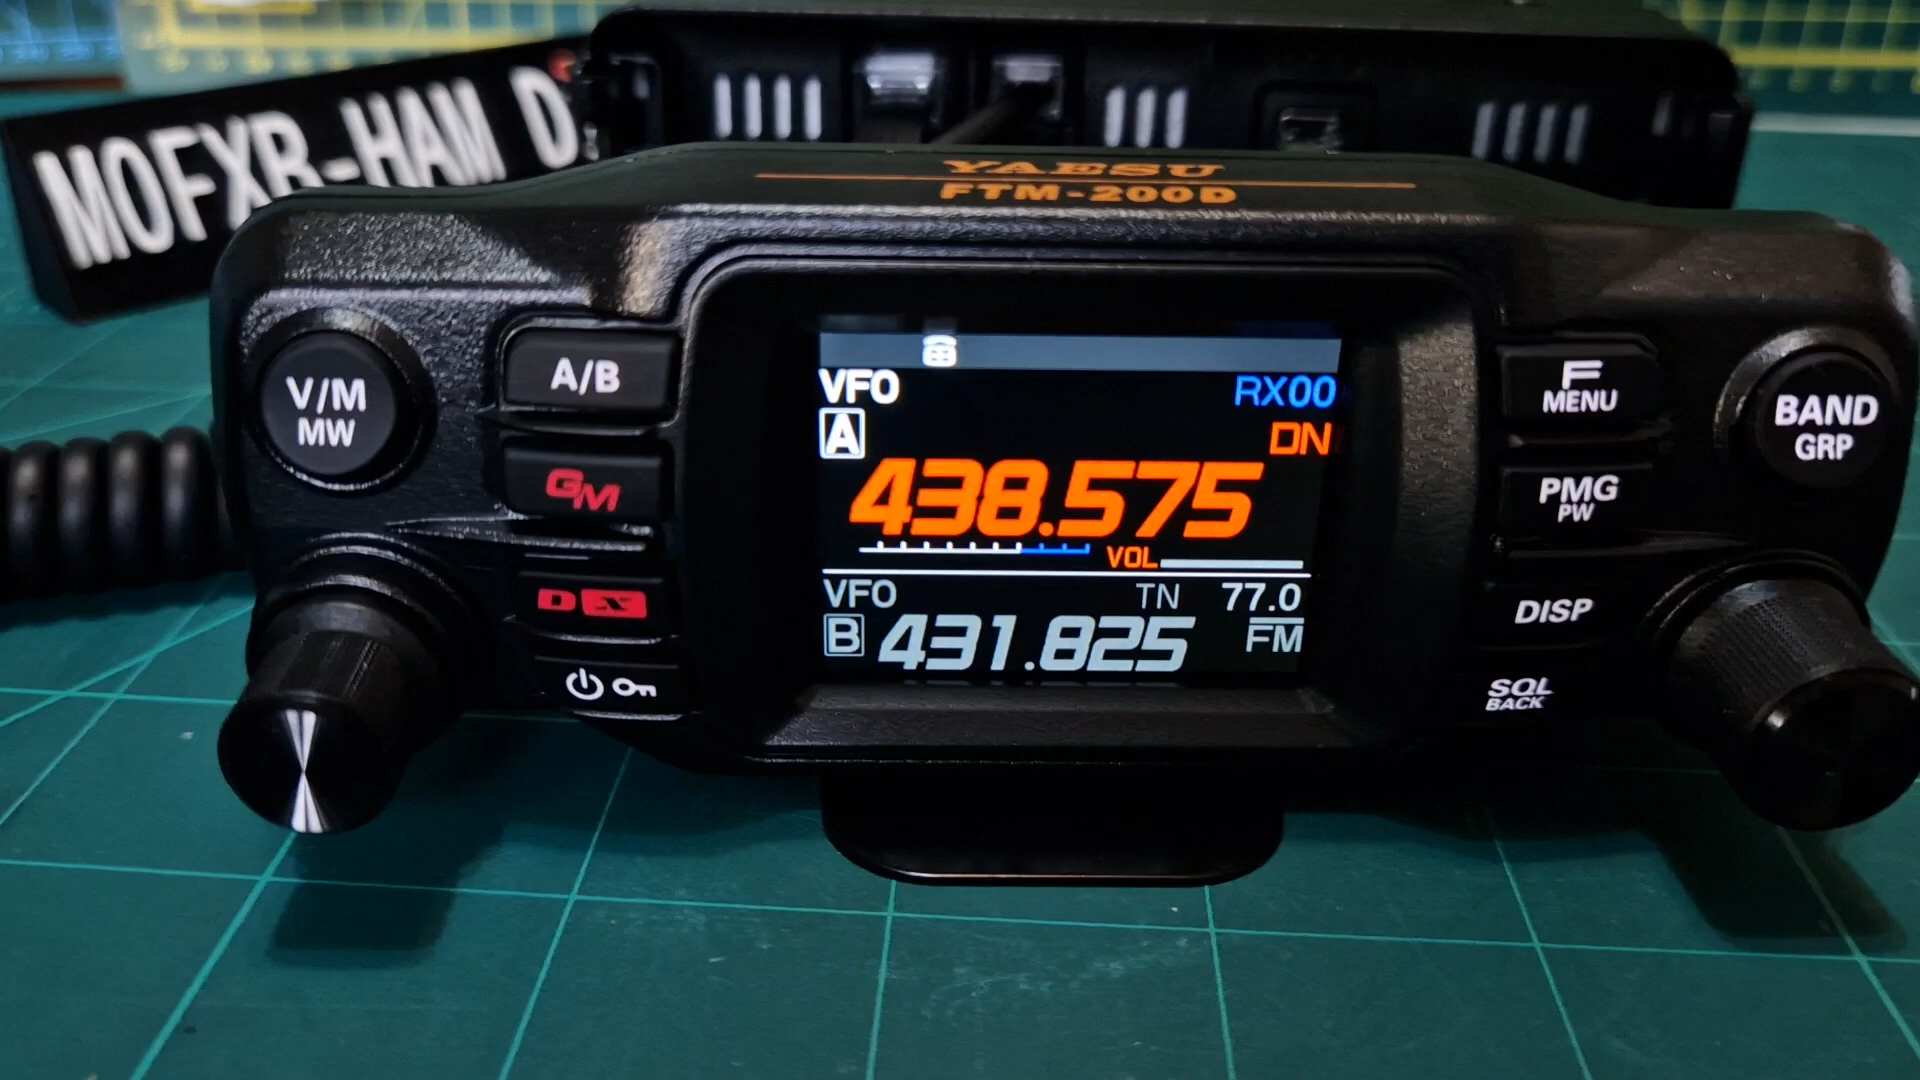 M0FXB-HAM D
YAESU
FTM-200D
V/M
MW
A/B
GM
DX
VFO
RX00
A
DN
438.575
VOL
VFO
TN
77.0
B
431.825
FM
F
MENU
PMG
PW
DISP
SQL
BACK
BAND
GRP